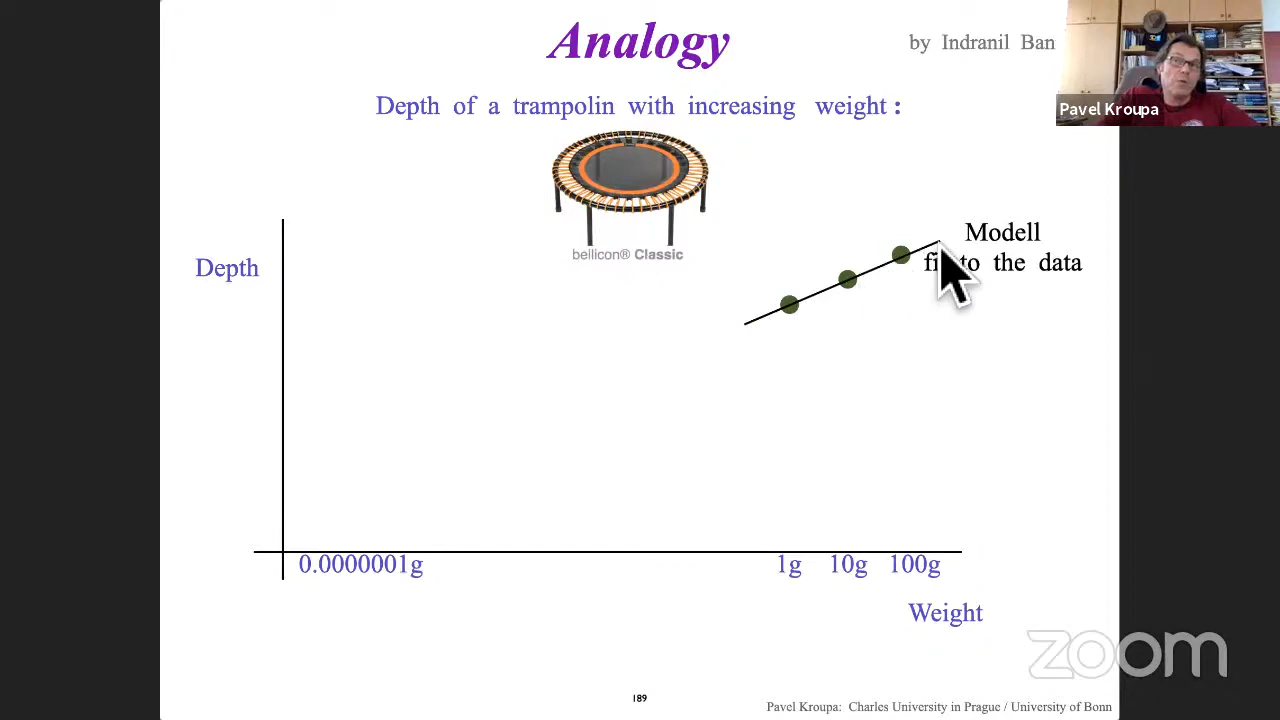 Analogy
by Indranil Ban
Pavel Kroupa
Depth of a trampolin with increasing weight :
bellicon® Classic
Modell
to the data
Depth
0.0000001g 1g 10g 100g
Weight
zoom
189
Pavel Kroupa: Charles University in Prague / University of Bonn